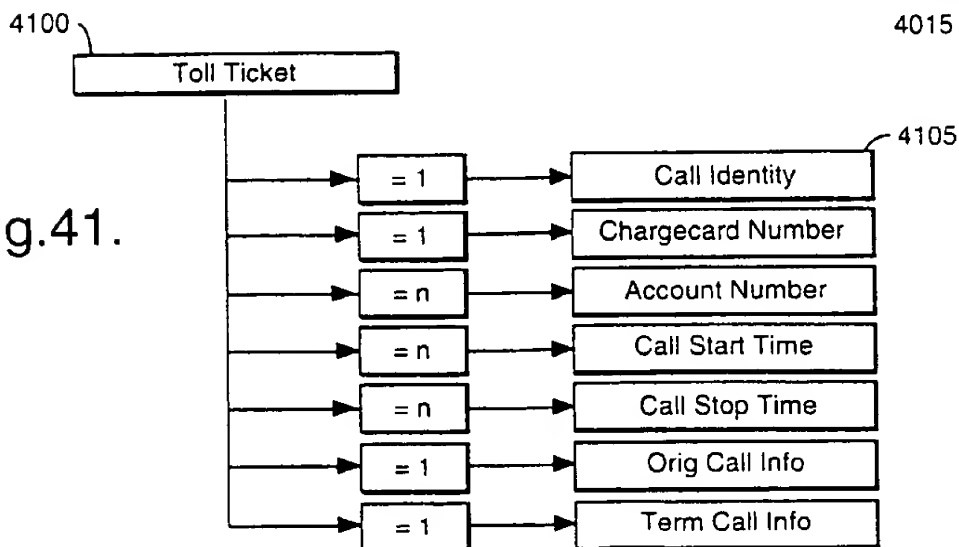 4100
4015
Toll Ticket
4105
= 1
Call Identity
g.41.
= 1
Chargecard Number
= n
Account Number
= n
Call Start Time
= n
Call Stop Time
= 1
Orig Call Info
= 1
Term Call Info